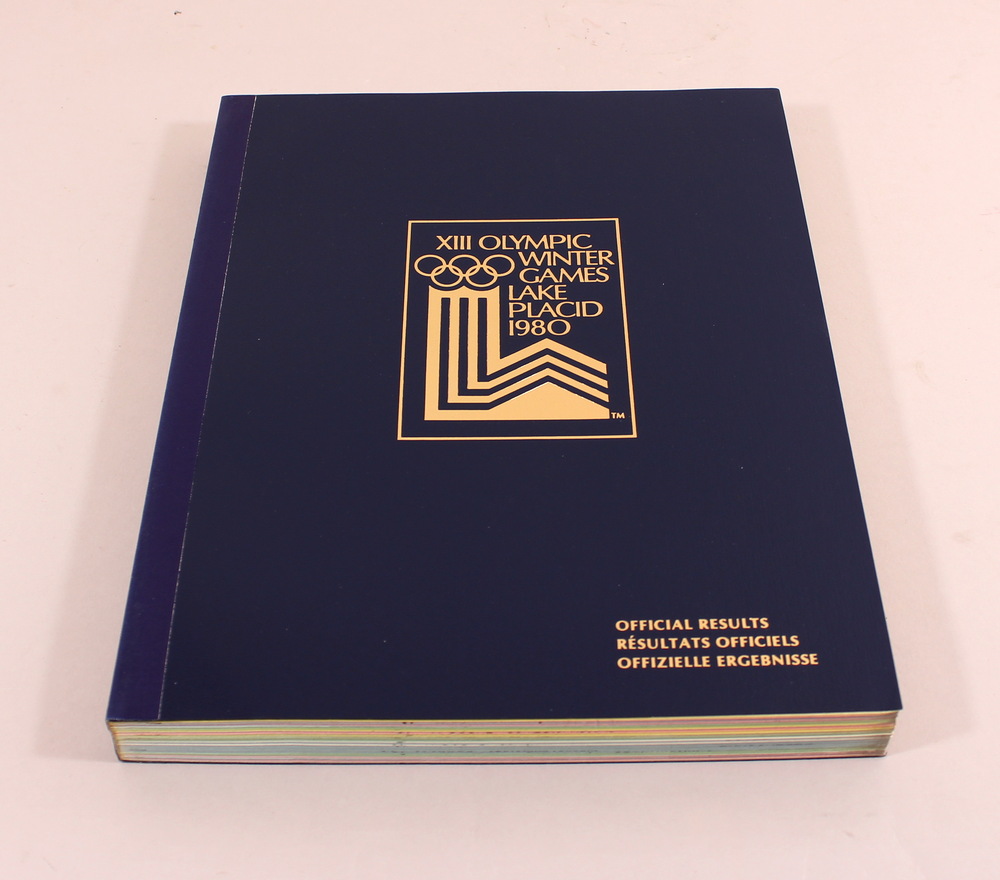 XIII OLYMPIC
WINTER
GAMES
LAKE
PLACID
1980
TM
OFFICIAL RESULTS
RÉSULTATS OFFICIELS
OFFIZIELLE ERGEBNISSE